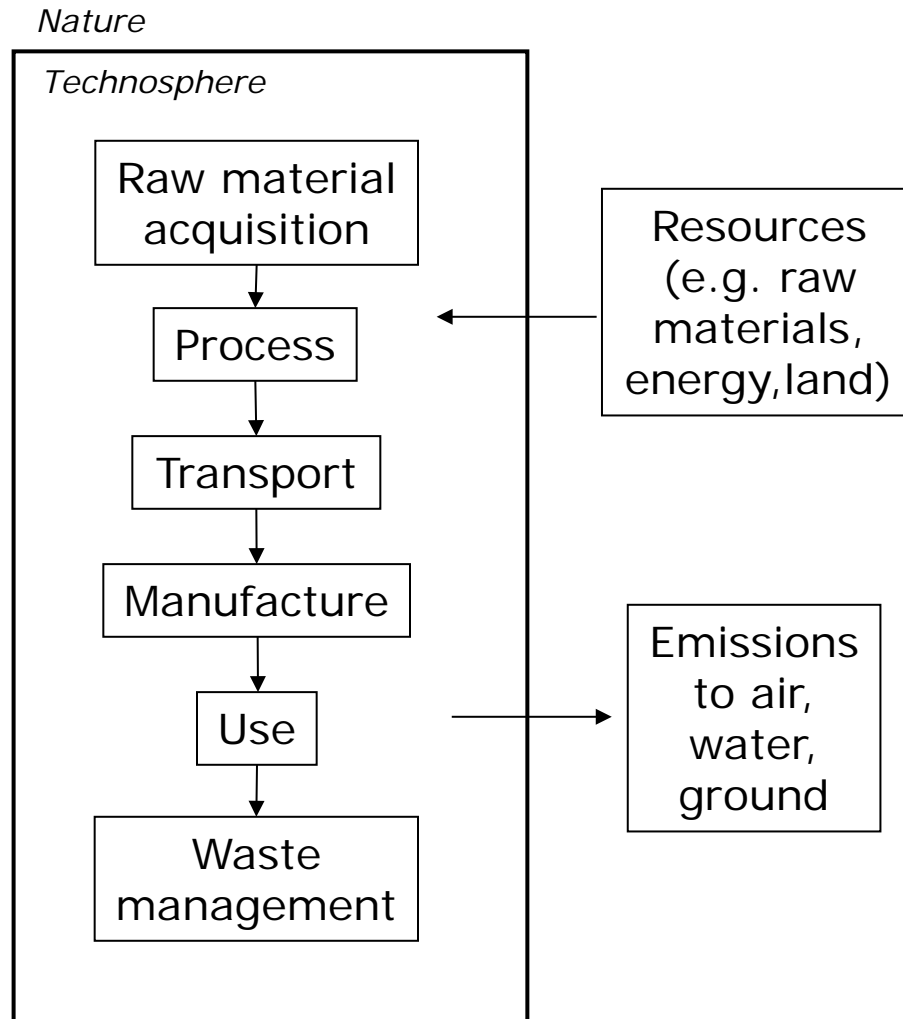 Nature
Technosphere
Raw material
acquisition
Process
Transport
Manufacture
Use
Waste
management
Resources
(e.g. raw
materials,
energy,land)
Emissions
to air,
water,
ground